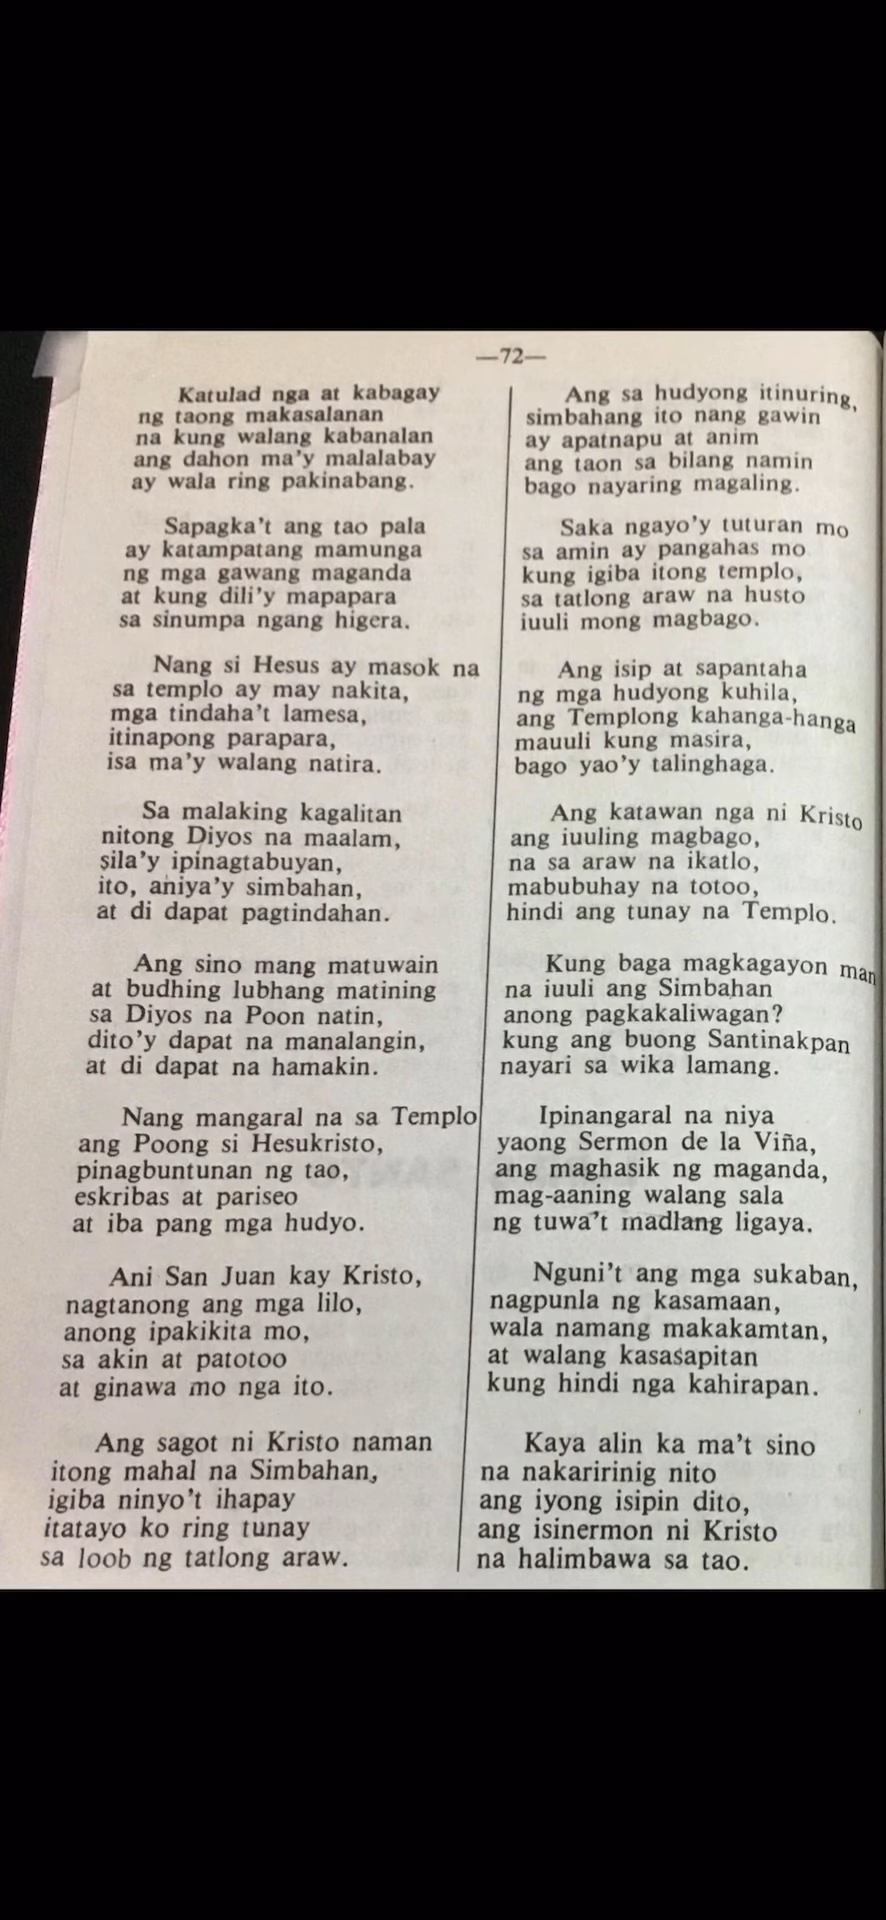 —72—
Katulad nga at kabagay
ng taong makasalanan
na kung walang kabanalan
ang dahon ma’y malalabay
ay wala ring pakinabang.
Sapagka’t ang tao pala
ay katampatang mamunga
ng mga gawang maganda
at kung dili’y mapapara
sa sinumpa ngang higera.
Nang si Hesus ay masok na
sa templo ay may nakita,
mga tindaha’t lamesa,
itinapong parapara,
isa ma’y walang natira.
Sa malaking kagalitan
nitong Diyos na maalam,
sila’y ipinagtabuyan,
ito, aniya’y simbahan,
at di dapat pagtindahan.
Ang sino mang matuwain
at budhing lubhang matining
sa Diyos na Poon natin,
dito’y dapat na manalangin,
at di dapat na hamakin.
Nang mangaral na sa Templo
ang Poong si Hesukristo,
pinagbuntunan ng tao,
eskribas at pariseo
at iba pang mga hudyo.
Ani San Juan kay Kristo,
nagtanong ang mga lilo,
anong ipakikita mo,
sa akin at patotoo
at ginawa mo nga ito.
Ang sagot ni Kristo naman
itong mahal na Simbahan,
igiba ninyo’t ihapay
itatayo ko ring tunay
sa loob ng tatlong araw.
Ang sa hudyong itinuring,
simbahang ito nang gawin
ay apatnapu at anim
ang taon sa bilang namin
bago nayaring magaling.
Saka ngayo’y tuturan mo
sa amin ay pangahas mo
kung igiba itong templo,
sa tatlong araw na husto
iuuli mong magbago.
Ang isip at sapantaha
ng mga hudyong kuhila,
ang Templong kahanga-hanga
mauuli kung masira,
bago yao’y talinghaga.
Ang katawan nga ni Kristo
ang iuuling magbago,
na sa araw na ikatlo,
mabubuhay na totoo,
hindi ang tunay na Templo.
Kung baga magkagayon man
na iuuli ang Simbahan
anong pagkakaliwagan?
kung ang buong Santinakpan
nayari sa wika lamang.
Ipinangaral na niya
yaong Sermon de la Viña,
ang maghasik ng maganda,
mag-aaning walang sala
ng tuwa’t madlang ligaya.
Nguni’t ang mga sukaban,
nagpunla ng kasamaan,
wala namang makakamtan,
at walang kasasapitan
kung hindi nga kahirapan.
Kaya alin ka ma’t sino
na nakaririnig nito
ang iyong isipin dito,
ang isinermon ni Kristo
na halimbawa sa tao.